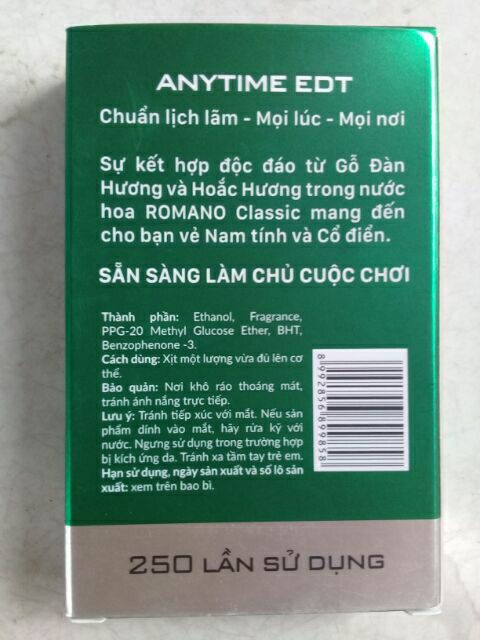 ANYTIME EDT
Chuẩn lịch lãm - Mọi lúc - Mọi nơi
Sự kết hợp độc đáo từ Gỗ Đàn
Hương và Hoắc Hương trong nước
hoa ROMANO Classic mang đến
cho bạn vẻ Nam tính và Cổ điển.
SẴN SÀNG LÀM CHỦ CUỘC CHƠI
Thành phần: Ethanol, Fragrance,
PPG-20 Methyl Glucose Ether, BHT,
Benzophenone -3.
Cách dùng: Xịt một lượng vừa đủ lên cơ
thể.
Bảo quản: Nơi khô ráo thoáng mát,
tránh ánh nắng trực tiếp.
Lưu ý: Tránh tiếp xúc với mắt. Nếu sản
phẩm dính vào mắt, hãy rửa kỹ với
nước. Ngưng sử dụng trong trường hợp
bị kích ứng da. Tránh xa tầm tay trẻ em.
Hạn sử dụng, ngày sản xuất và số lô sản
xuất: xem trên bao bì.
8992856899858
250 LẦN SỬ DỤNG